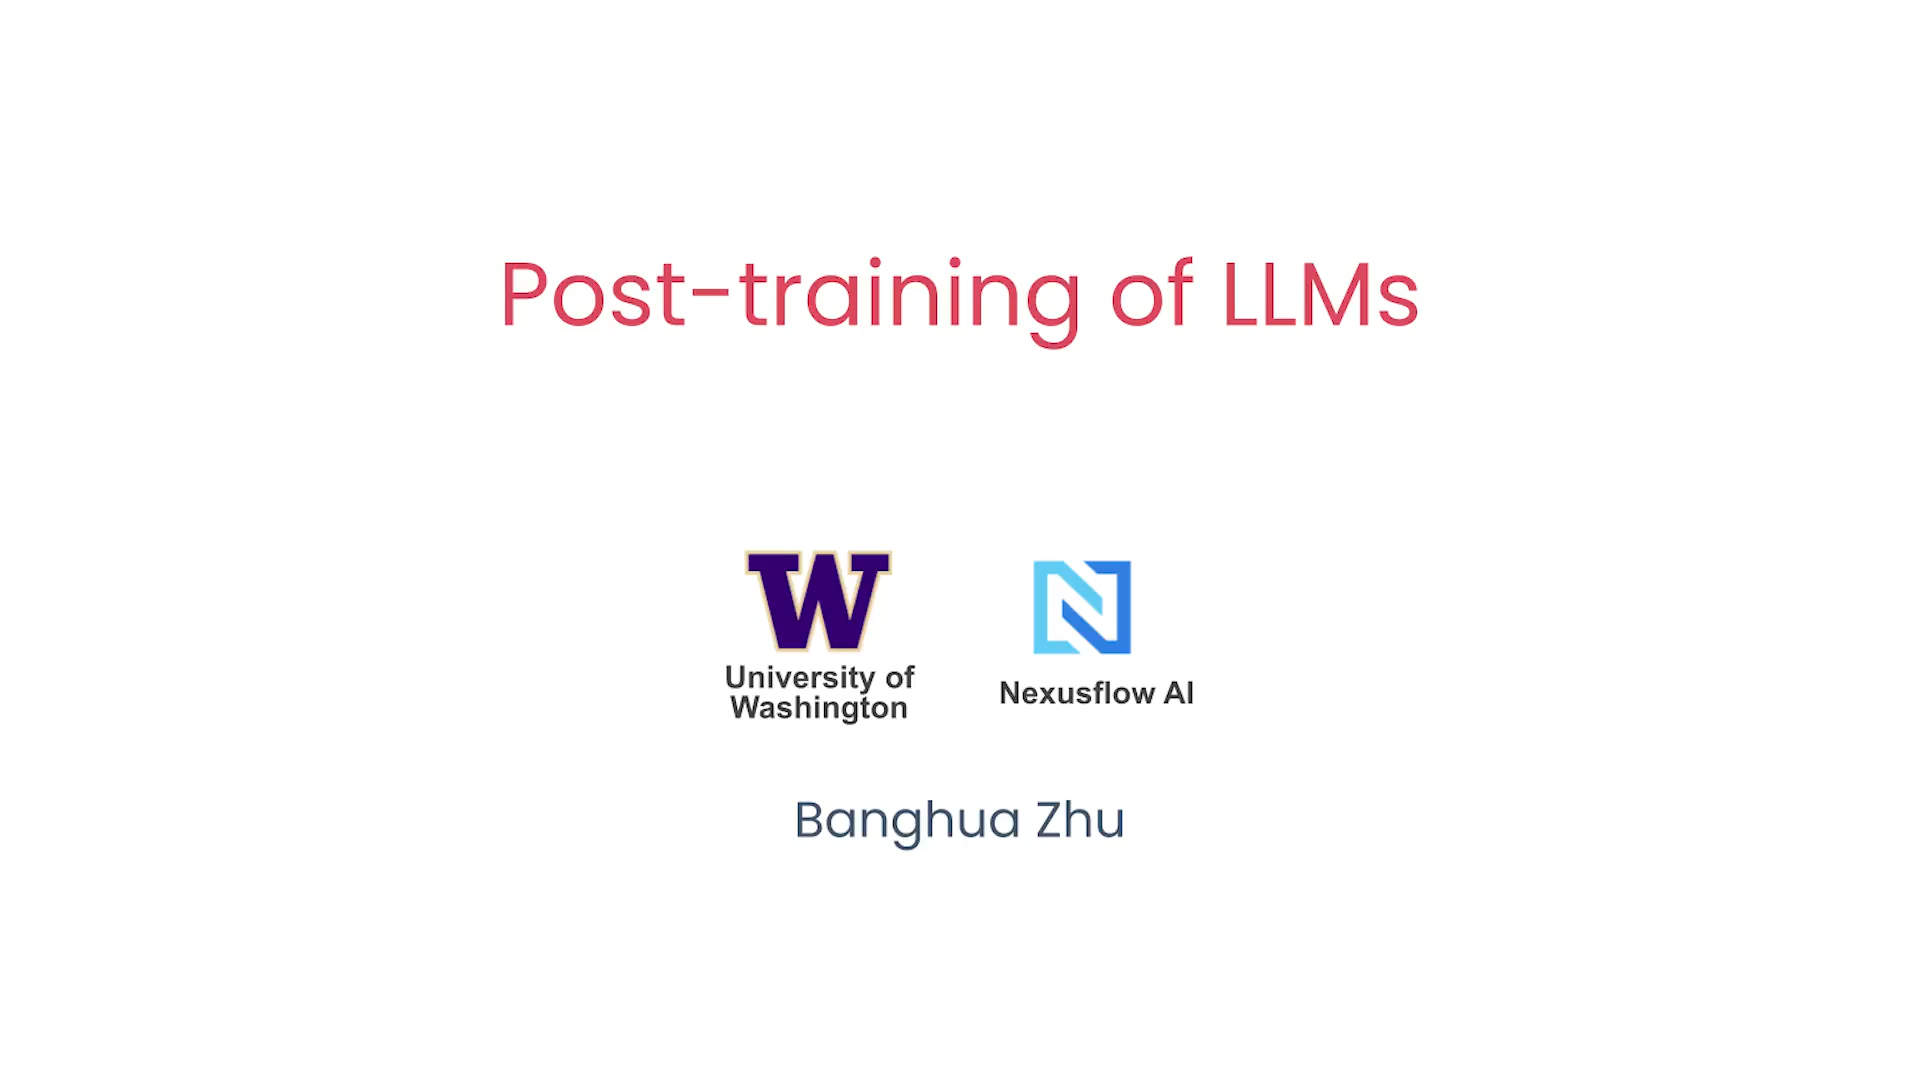 Post-training of LLMs
W
University of
Washington
Nexusflow AI
Banghua Zhu